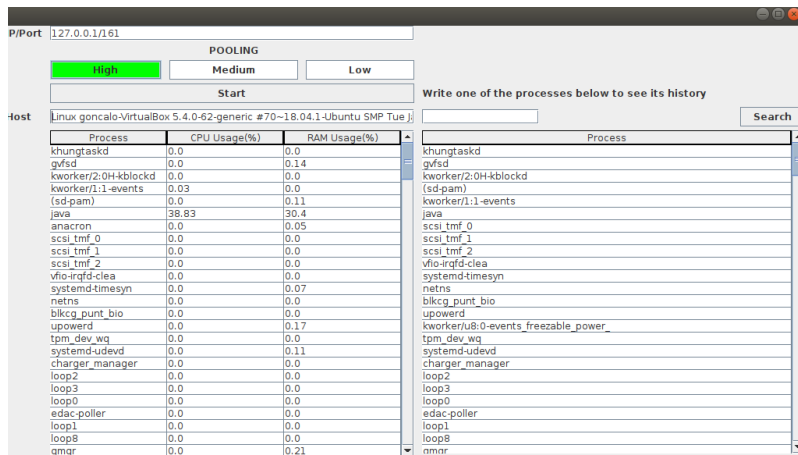 P/Port 127.0.0.1/161
POOLING
High Medium Low
Start Write one of the processes below to see its history
Host Linux goncalo-VirtualBox 5.4.0-62-generic #70~18.04.1-Ubuntu SMP Tue Search
Process CPU Usage(%) RAM Usage(%) Process
khungtaskd 0.0 0.0 khungtaskd
gvfsd 0.0 0.14 gvfsd
kworker/2:0H-kblockd 0.0 0.0 kworker/2:0H-kblockd
kworker/1:1-events 0.03 0.0 (sd-pam)
(sd-pam) 0.0 0.11 kworker/1:1-events
java 38.83 30.4 java
anacron 0.0 0.05 scsi_tmf_0
scsi_tmf_0 0.0 0.0 scsi_tmf_1
scsi_tmf_1 0.0 0.0 scsi_tmf_2
scsi_tmf_2 0.0 0.0 vfio-irqfd-clea
vfio-irqfd-clea 0.0 0.0 systemd-timesyn
systemd-timesyn 0.0 0.07 netns
netns 0.0 0.0 blkcg_punt_bio
blkcg_punt_bio 0.0 0.0 upowerd
upowerd 0.0 0.17 kworker/u8:0-events_freezable_power_
tpm_dev_wq 0.0 0.0 tpm_dev_wq
systemd-udevd 0.0 0.11 systemd-udevd
charger_manager 0.0 0.0 charger_manager
loop2 0.0 0.0 loop2
loop3 0.0 0.0 loop3
loop0 0.0 0.0 loop0
edac-poller 0.0 0.0 edac-poller
loop1 0.0 0.0 loop1
loop8 0.0 0.0 loop8
qmgr 0.0 0.21 qmgr